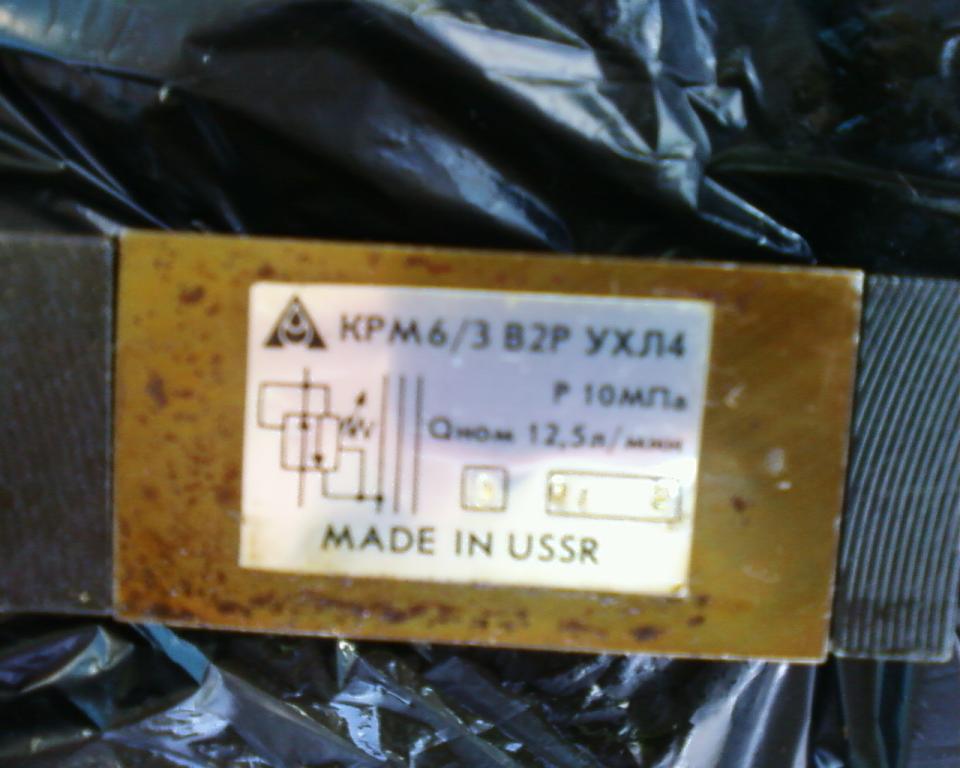 КРМ6/3 В2Р УХЛ4
Р 10МПа
Qном 12,5л/мин
MADE IN USSR